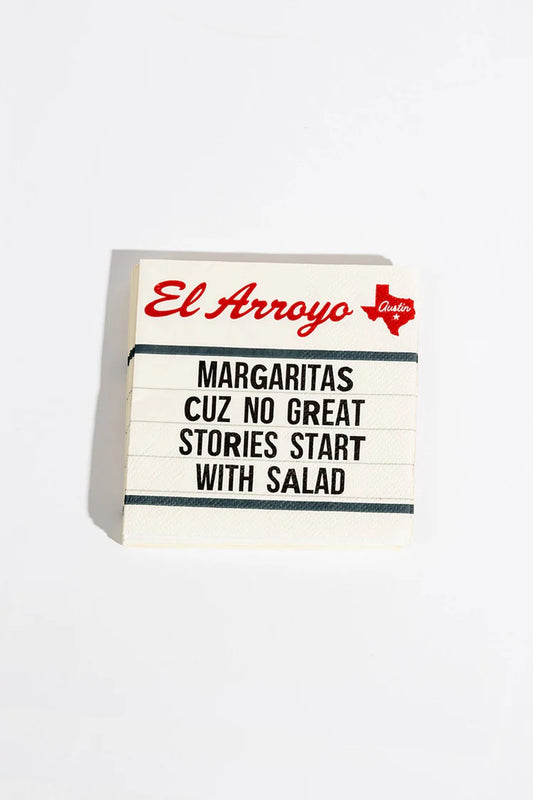 El Arroyo
Austin
MARGARITAS
CUZ NO GREAT
STORIES START
WITH SALAD